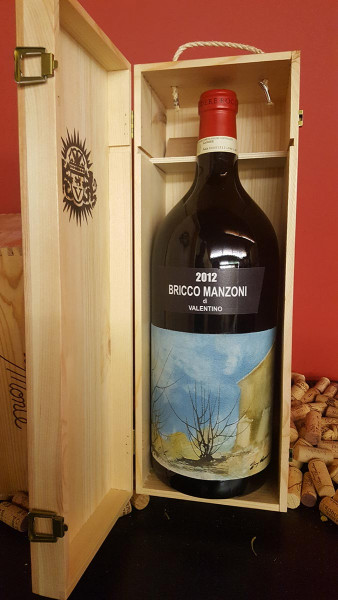 2012
BRICCO MANZONI
di
VALENTINO